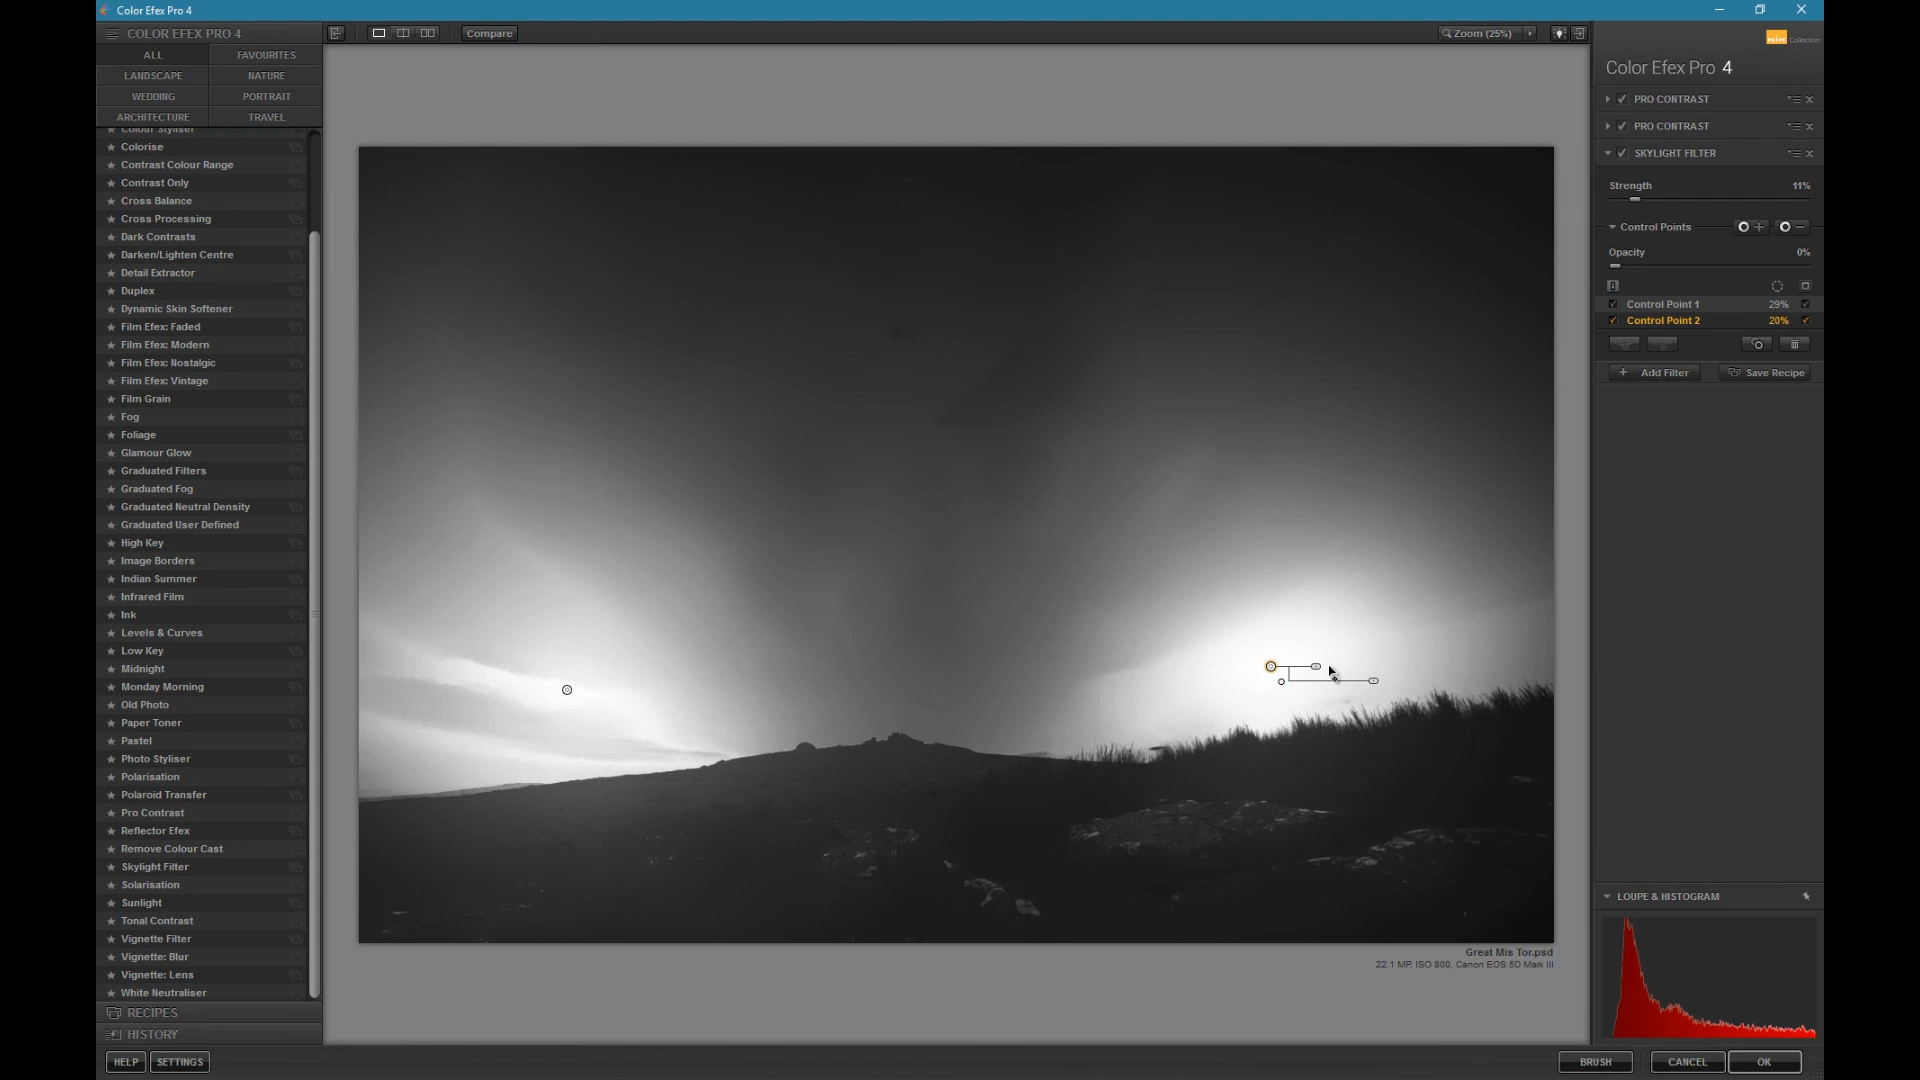 Color Efex Pro 4
COLOR EFEX PRO 4
ALL
FAVOURITES
LANDSCAPE
NATURE
WEDDING
PORTRAIT
ARCHITECTURE
TRAVEL
Colour Styliser
Colorise
Contrast Colour Range
Contrast Only
Cross Balance
Cross Processing
Dark Contrasts
Darken/Lighten Centre
Detail Extractor
Duplex
Dynamic Skin Softener
Film Efex: Faded
Film Efex: Modern
Film Efex: Nostalgic
Film Efex: Vintage
Film Grain
Fog
Foliage
Glamour Glow
Graduated Filters
Graduated Fog
Graduated Neutral Density
Graduated User Defined
High Key
Image Borders
Indian Summer
Infrared Film
Ink
Levels & Curves
Low Key
Midnight
Monday Morning
Old Photo
Paper Toner
Pastel
Photo Styliser
Polarisation
Polaroid Transfer
Pro Contrast
Reflector Efex
Remove Colour Cast
Skylight Filter
Solarisation
Sunlight
Tonal Contrast
Vignette Filter
Vignette: Blur
Vignette: Lens
White Neutraliser
RECIPES
HISTORY
HELP
SETTINGS
Compare
Zoom (25%)
Great Mis Tor.psd
22.1 MP, ISO 800, Canon EOS 5D Mark III
nik Collection
Color Efex Pro 4
PRO CONTRAST
PRO CONTRAST
SKYLIGHT FILTER
Strength 11%
Control Points
Opacity 0%
Control Point 1 29%
Control Point 2 20%
Add Filter
Save Recipe
LOUPE & HISTOGRAM
BRUSH
CANCEL
OK